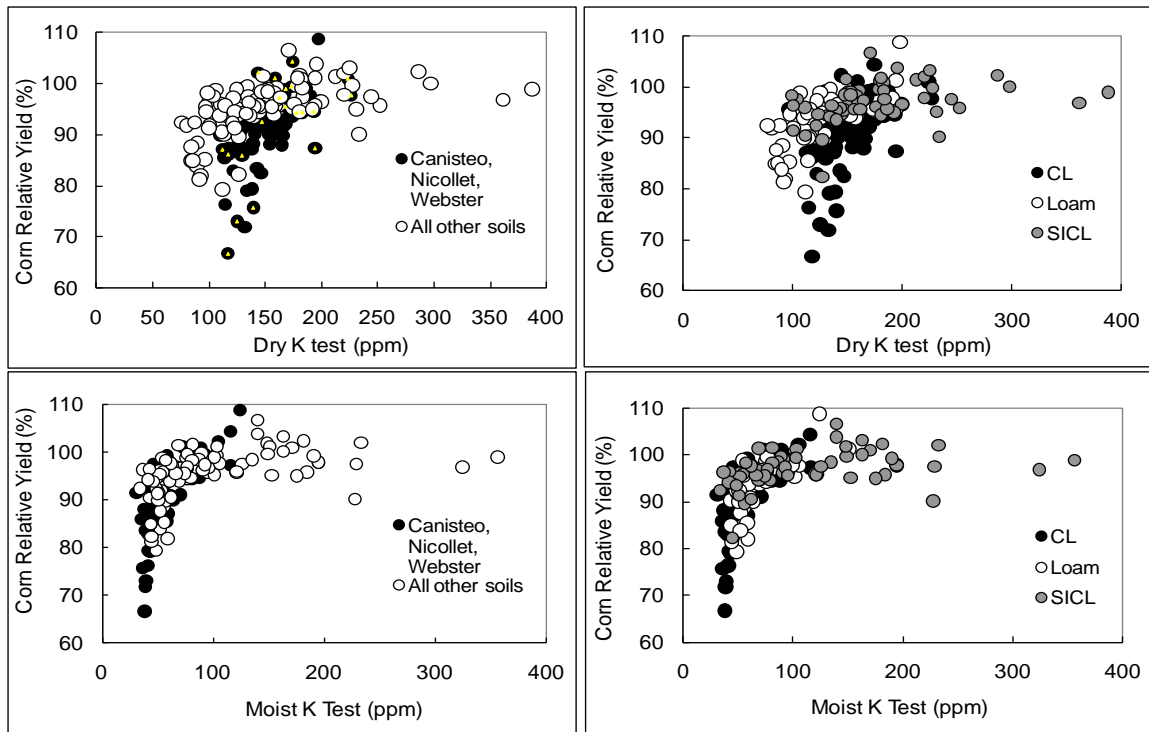 110
100
90
80
70
60
Corn Relative Yield (%)
Canisteo,
Nicollet,
Webster
All other soils
0 50 100 150 200 250 300 350 400
Dry K test (ppm)
110
100
90
80
70
60
Corn Relative Yield (%)
CL
Loam
SICL
0 100 200 300 400
Dry K test (ppm)
110
100
90
80
70
60
Corn Relative Yield (%)
Canisteo,
Nicollet,
Webster
All other soils
0 100 200 300 400
Moist K Test (ppm)
110
100
90
80
70
60
Corn Relative Yield (%)
CL
Loam
SICL
0 100 200 300 400
Moist K Test (ppm)